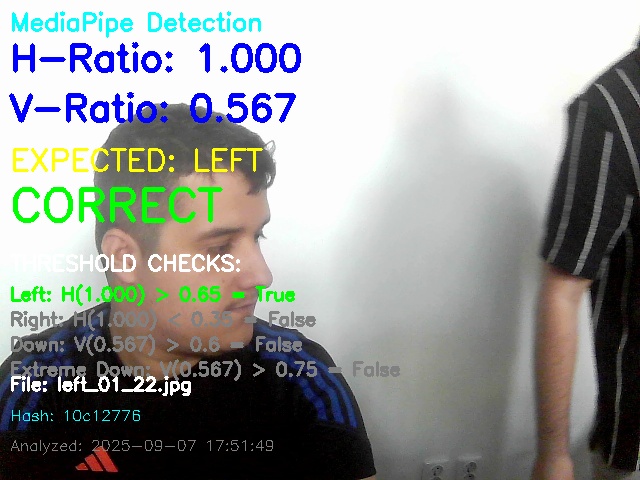 MediaPipe Detection
H-Ratio: 1.000
V-Ratio: 0.567
EXPECTED: LEFT
CORRECT
THRESHOLD CHECKS:
Left: H(1.000) > 0.65 = True
Right: H(1.000) < 0.35 = False
Down: V(0.567) > 0.6 = False
Extreme Down: V(0.567) > 0.75 = False
File: left_01_22.jpg
Hash: 10c12776
Analyzed: 2025-09-07 17:51:49